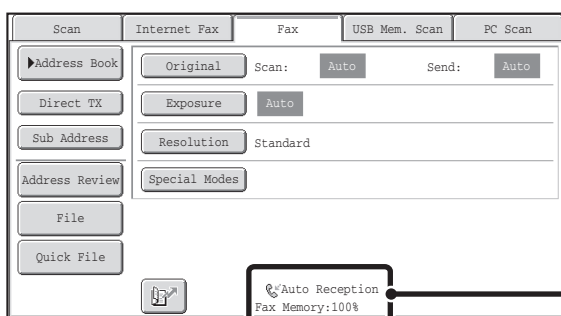 Scan Internet Fax Fax USB Mem. Scan PC Scan
Address Book Original Scan: Auto Send: Auto
Direct TX Exposure Auto
Sub Address Resolution Standard
Address Review Special Modes
File
Quick File
Auto Reception
Fax Memory:100%